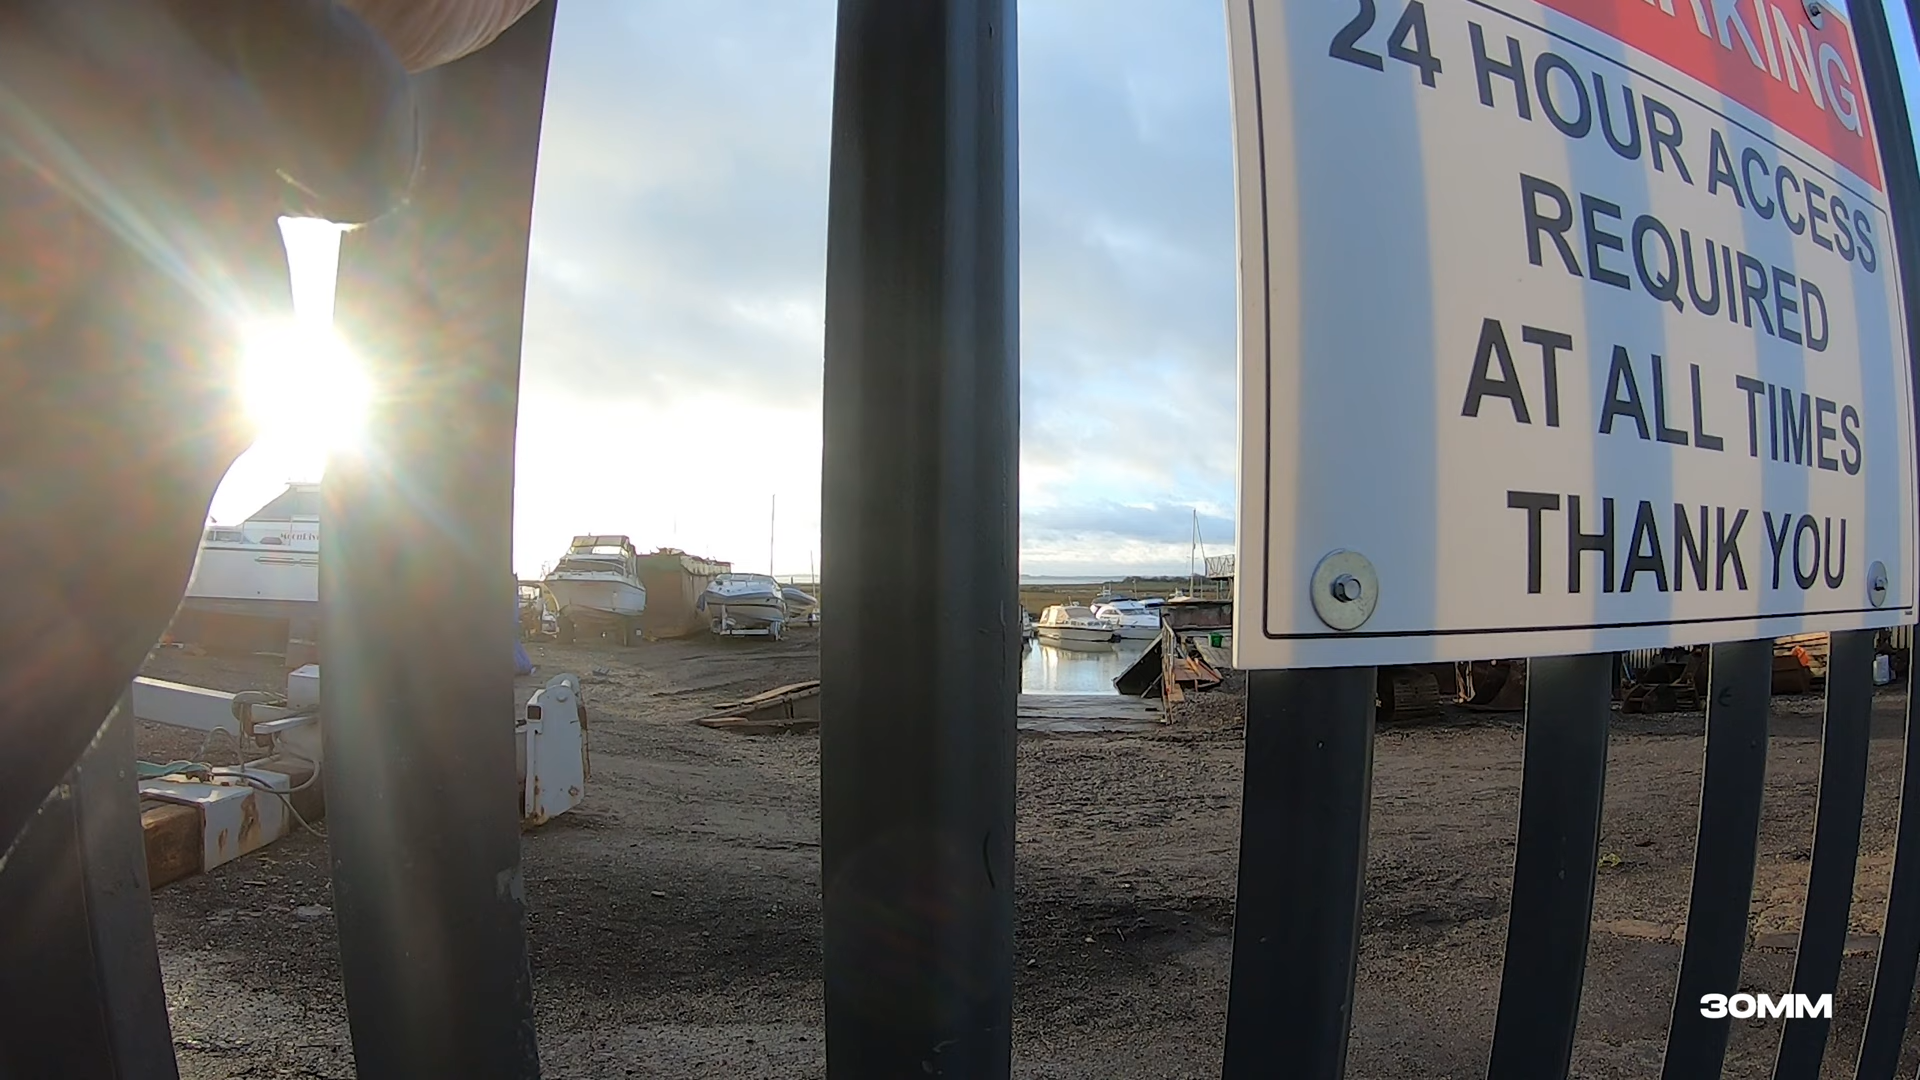 24 HOUR ACCESS
REQUIRED
AT ALL TIMES
THANK YOU
30MM